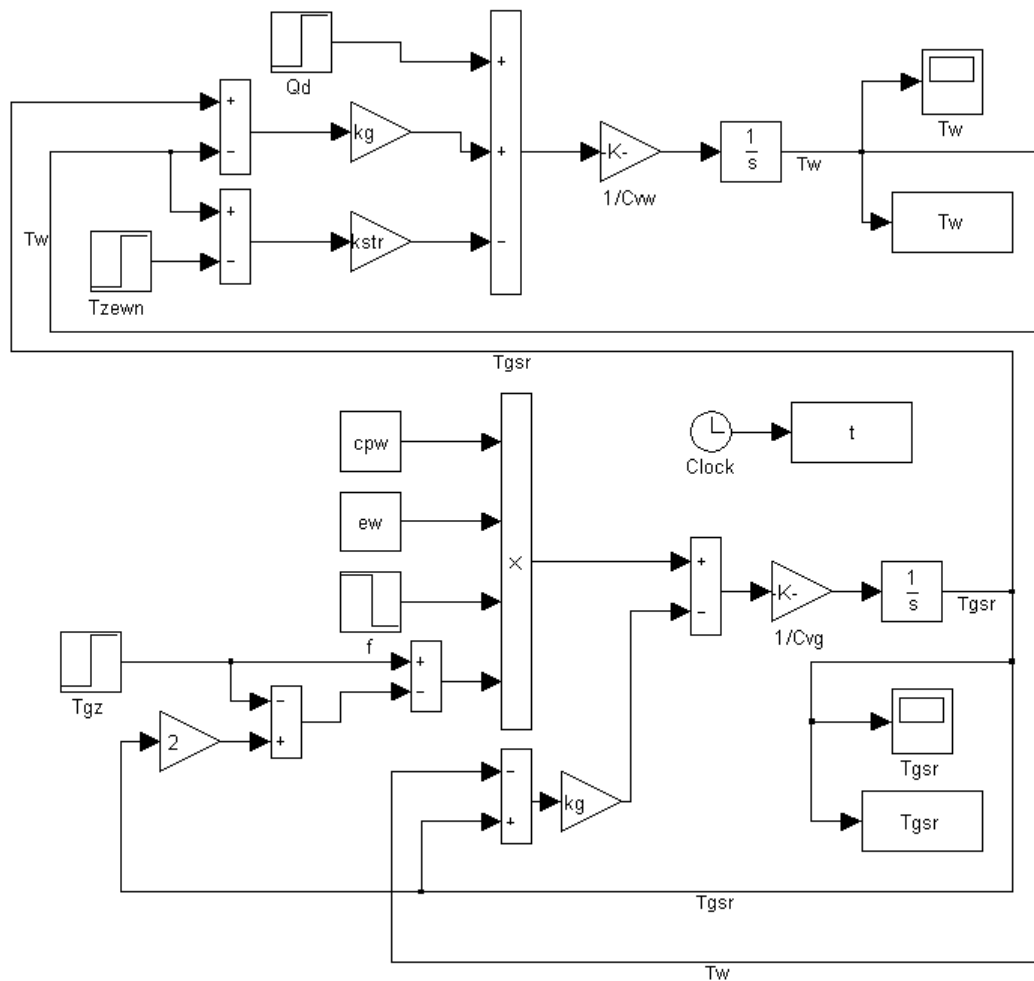 Qd
+
+
Tw
kg
+
-
-K-
1
s
Tw
1/Cvw
Tw
+
kstr
-
Tw
-
Tzewn
Tgsr
cpw
t
Clock
ew
×
+
-K-
1
s
Tgsr
-
1/Cvg
f
+
Tgz
-
-
+
2
Tgsr
-
kg
+
Tgsr
Tgsr
Tw